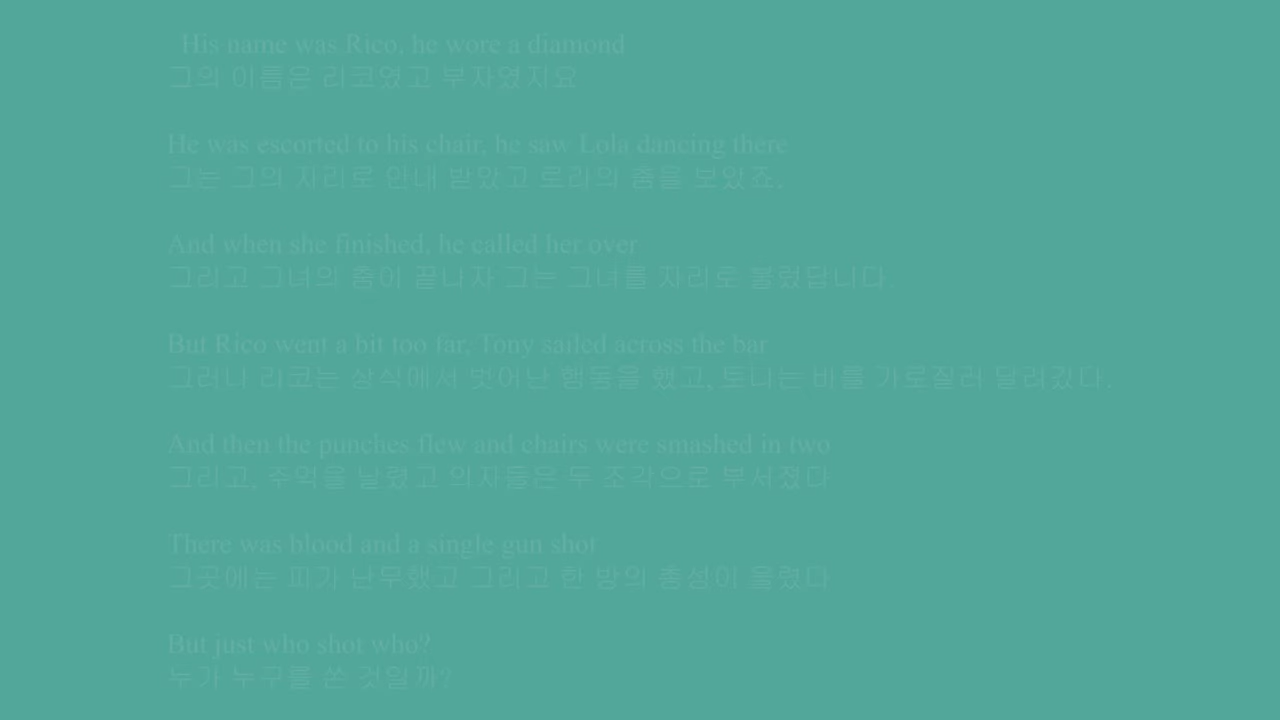 His name was Rico, he wore a diamond
그의 이름은 리코였고 부자였지요
He was escorted to his chair, he saw Lola dancing there
그는 그의 자리로 안내 받았고 로라의 춤을 보았죠.
And when she finished, he called her over
그리고 그녀의 춤이 끝나자 그는 그녀를 자리로 불렀답니다.
But Rico went a bit too far, Tony sailed across the bar
그러나 리코는 상식에서 벗어난 행동을 했고, 토니는 바를 가로질러 달려갔다.
And then the punches flew and chairs were smashed in two
그리고, 주먹을 날렸고 의자들은 두 조각으로 부서졌다
There was blood and a single gun shot
그곳에는 피가 난무했고 그리고 한 방의 총성이 울렸다
But just who shot who?
누가 누구를 쏜 것일까?